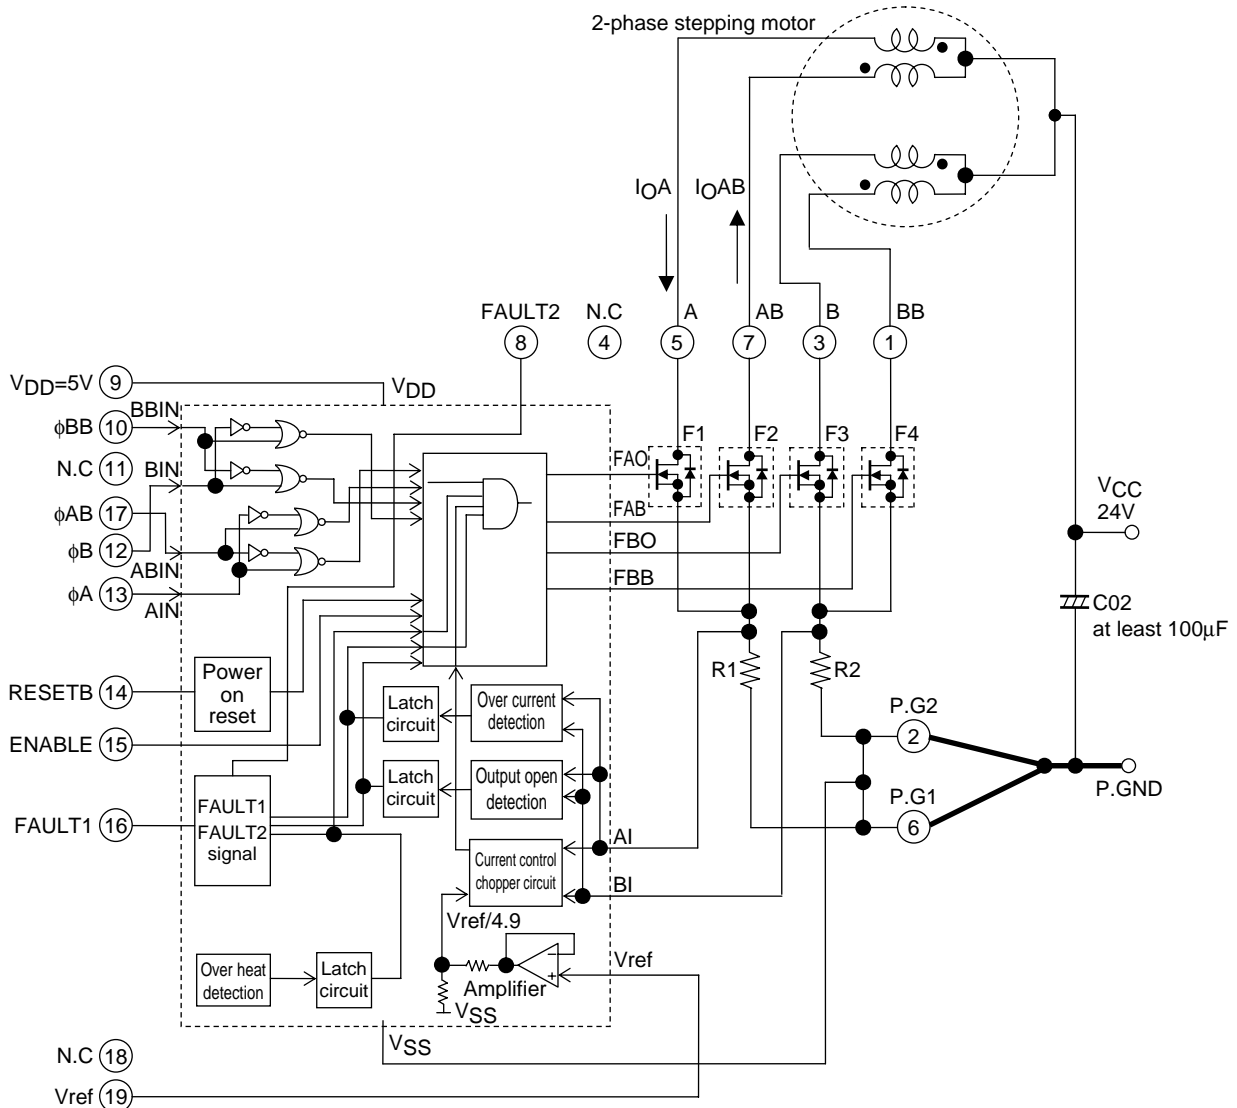 2-phase stepping motor
IOA
IOAB
FAULT2
N.C
A
AB
B
BB
8
4
5
7
3
1
VDD=5V
9
VDD
BBIN
φBB
10
N.C
11
BIN
φAB
17
φB
12
ABIN
φA
13
AIN
F1
F2
F3
F4
FAO
FAB
FBO
FBB
VCC
24V
C02
at least 100μF
R1
R2
RESETB
14
Power
on
reset
ENABLE
15
Latch
circuit
Over current
detection
Latch
circuit
Output open
detection
P.G2
2
P.GND
P.G1
6
FAULT1
16
FAULT1
FAULT2
signal
Current control
chopper circuit
AI
BI
Vref/4.9
Over heat
detection
Latch
circuit
−
+
Amplifier
Vref
VSS
VSS
N.C
18
Vref
19